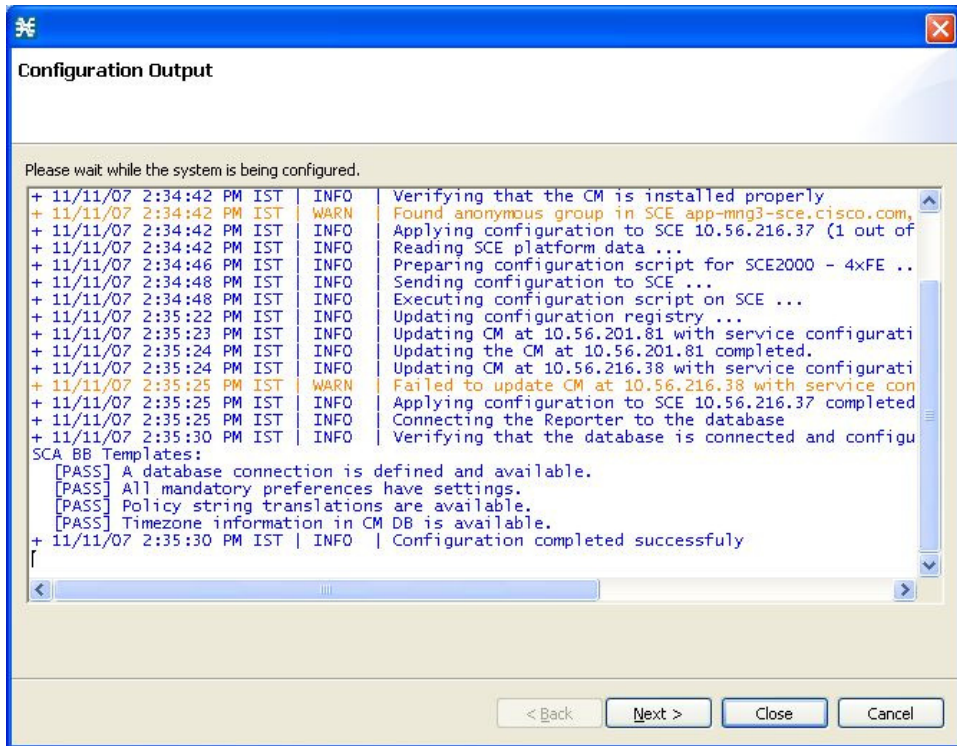 Configuration Output
Please wait while the system is being configured.
+ 11/11/07 2:34:42 PM IST | INFO | Verifying that the CM is installed properly
+ 11/11/07 2:34:42 PM IST | WARN | Found anonymous group in SCE app-mng3-sce.cisco.com,
+ 11/11/07 2:34:42 PM IST | INFO | Applying configuration to SCE 10.56.216.37 (1 out of
+ 11/11/07 2:34:42 PM IST | INFO | Reading SCE platform data ...
+ 11/11/07 2:34:46 PM IST | INFO | Preparing configuration script for SCE2000 - 4xFE ..
+ 11/11/07 2:34:48 PM IST | INFO | Sending configuration to SCE ...
+ 11/11/07 2:34:48 PM IST | INFO | Executing configuration script on SCE ...
+ 11/11/07 2:35:22 PM IST | INFO | Updating configuration registry ...
+ 11/11/07 2:35:23 PM IST | INFO | Updating CM at 10.56.201.81 with service configurati
+ 11/11/07 2:35:24 PM IST | INFO | Updating the CM at 10.56.201.81 completed.
+ 11/11/07 2:35:24 PM IST | INFO | Updating CM at 10.56.216.38 with service configurati
+ 11/11/07 2:35:25 PM IST | WARN | Failed to update CM at 10.56.216.38 with service con
+ 11/11/07 2:35:25 PM IST | INFO | Applying configuration to SCE 10.56.216.37 completed
+ 11/11/07 2:35:25 PM IST | INFO | Connecting the Reporter to the database
+ 11/11/07 2:35:30 PM IST | INFO | Verifying that the database is connected and configu
SCA BB Templates:
[PASS] A database connection is defined and available.
[PASS] All mandatory preferences have settings.
[PASS] Policy string translations are available.
[PASS] Timezone information in CM DB is available.
+ 11/11/07 2:35:30 PM IST | INFO | Configuration completed successfuly
< Back Next > Close Cancel